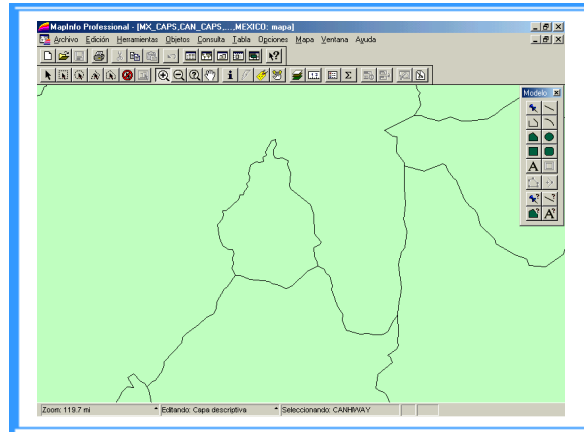 MapInfo Professional - [MX_CAPS,CAN_CAPS,...,MEXICO: mapa]
Archivo Edición Herramientas Objetos Consulta Tabla Opciones Mapa Ventana Ayuda
Modelo
Zoom: 119.7 mi Editando: Capa descriptiva Seleccionando: CANHWAY